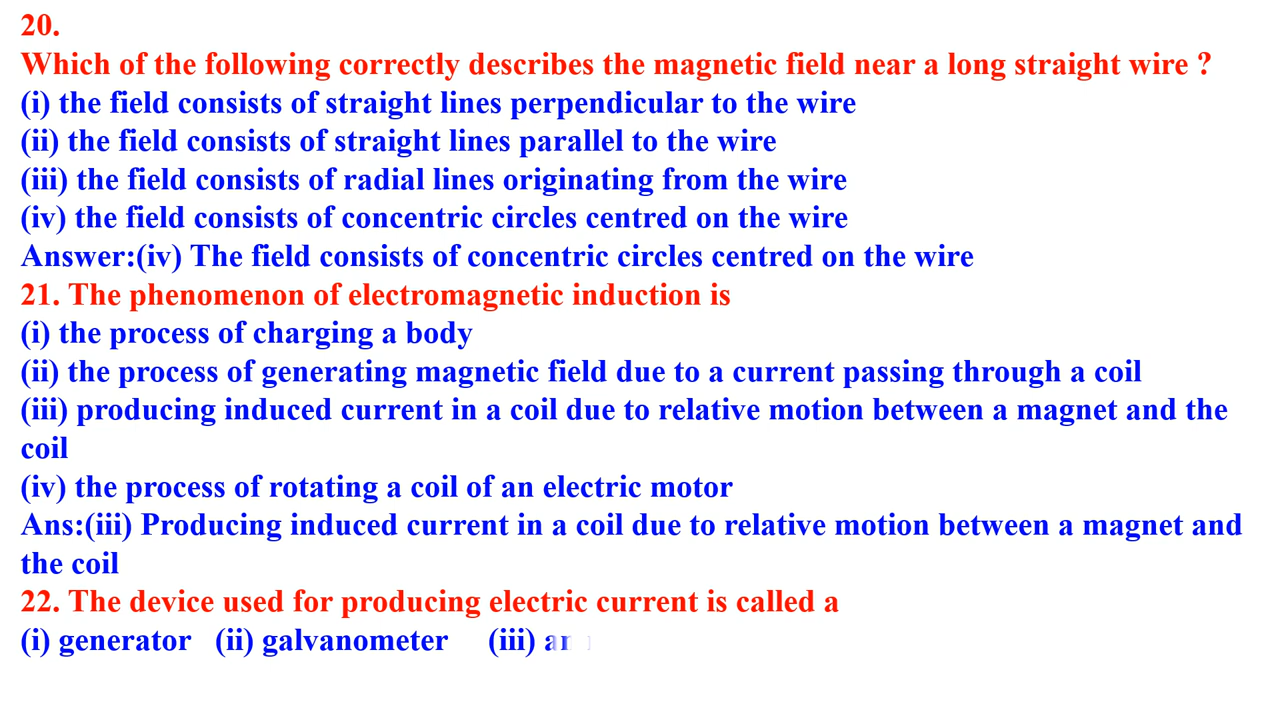 20.
Which of the following correctly describes the magnetic field near a long straight wire ?
(i) the field consists of straight lines perpendicular to the wire
(ii) the field consists of straight lines parallel to the wire
(iii) the field consists of radial lines originating from the wire
(iv) the field consists of concentric circles centred on the wire
Answer:(iv) The field consists of concentric circles centred on the wire
21. The phenomenon of electromagnetic induction is
(i) the process of charging a body
(ii) the process of generating magnetic field due to a current passing through a coil
(iii) producing induced current in a coil due to relative motion between a magnet and the
coil
(iv) the process of rotating a coil of an electric motor
Ans:(iii) Producing induced current in a coil due to relative motion between a magnet and
the coil
22. The device used for producing electric current is called a
(i) generator (ii) galvanometer (iii)